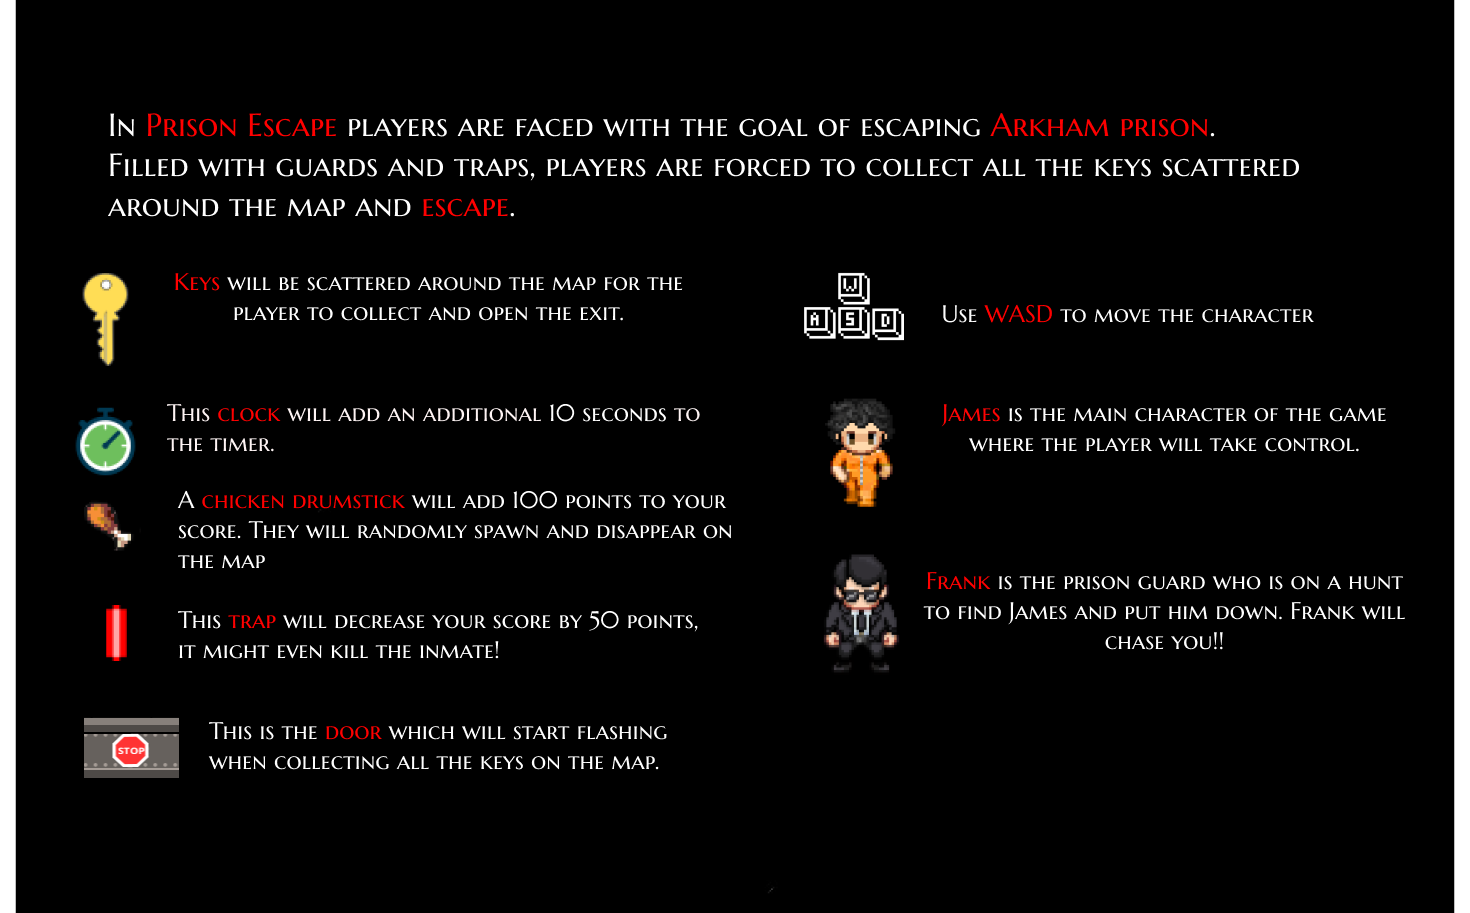 In Prison Escape players are faced with the goal of escaping Arkham prison.
Filled with guards and traps, players are forced to collect all the keys scattered
around the map and escape.
Keys will be scattered around the map for the
player to collect and open the exit.
This clock will add an additional 10 seconds to
the timer.
A chicken drumstick will add 100 points to your
score. They will randomly spawn and disappear on
the map
This trap will decrease your score by 50 points,
it might even kill the inmate!
STOP
This is the door which will start flashing
when collecting all the keys on the map.
W
A S D
Use WASD to move the character
James is the main character of the game
where the player will take control.
Frank is the prison guard who is on a hunt
to find James and put him down. Frank will
chase you!!